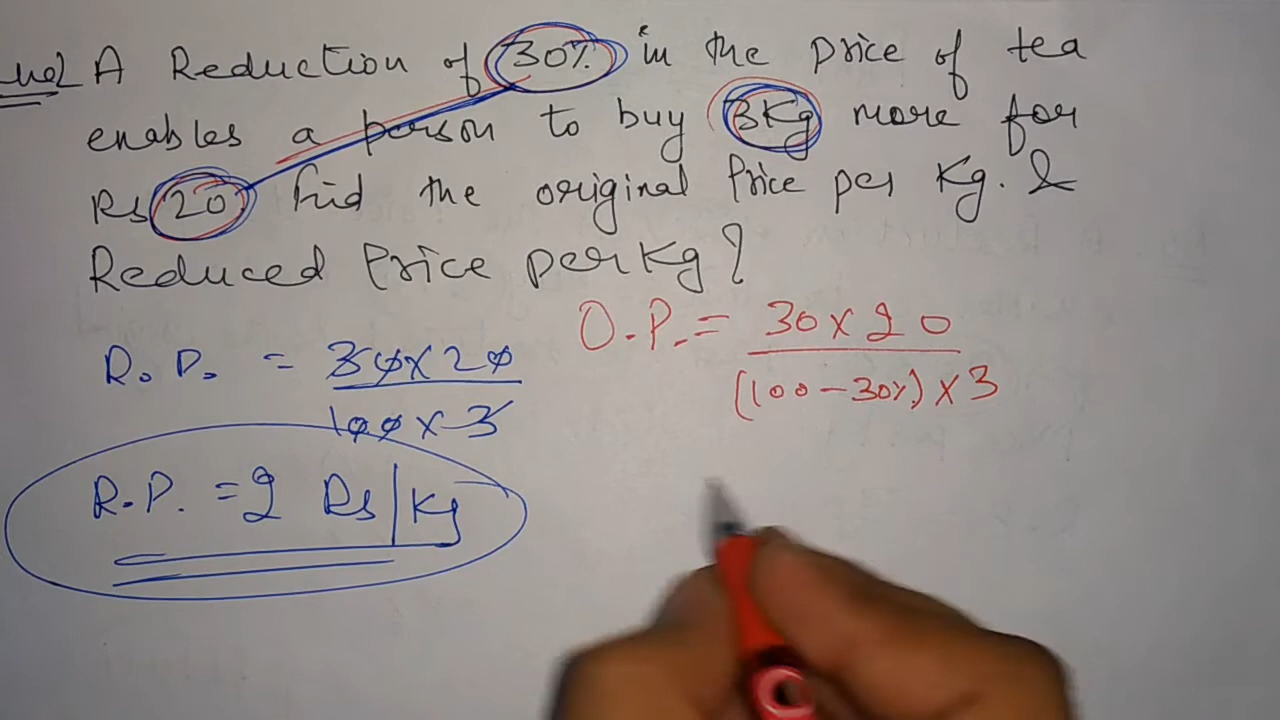 A Reduction of 30% in the price of tea
enables a person to buy 3Kg more for
Rs 20 find the original Price per Kg. &
Reduced Price per Kg?
R.P. = 30 x 20
100 x 3
R.P. = 2 Rs/Kg
O.P. = 30 x 20
(100 - 30%) x 3